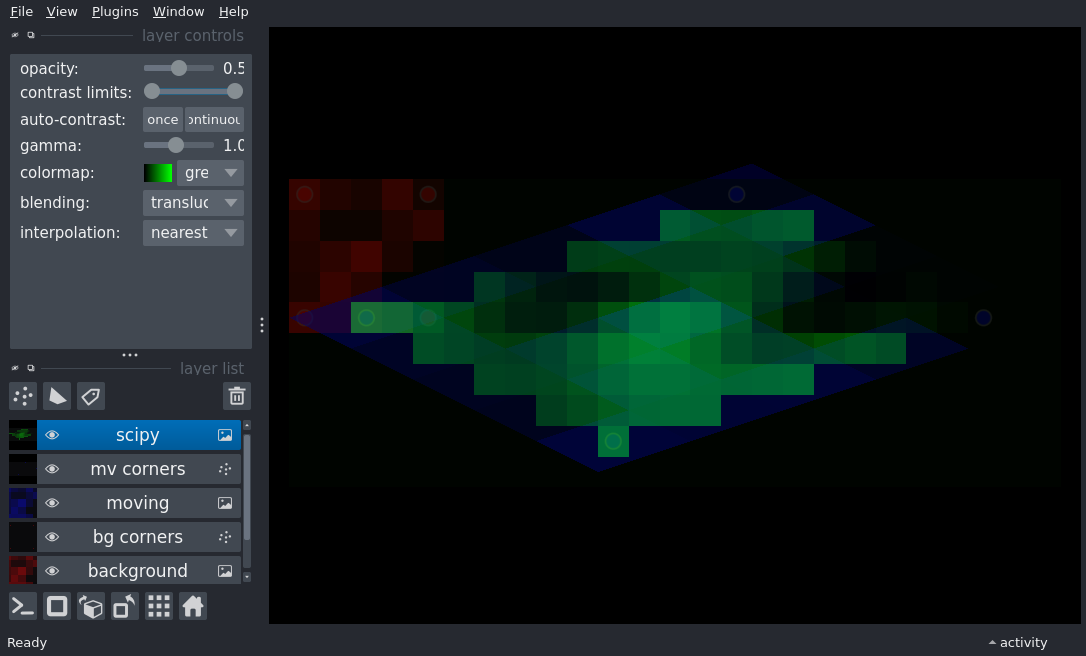 File View Plugins Window Help
layer controls
opacity: 0.5
contrast limits:
auto-contrast: once ontinuou
gamma: 1.0
colormap: gre
blending: transluc
interpolation: nearest
layer list
scipy
mv corners
moving
bg corners
background
Ready
activity